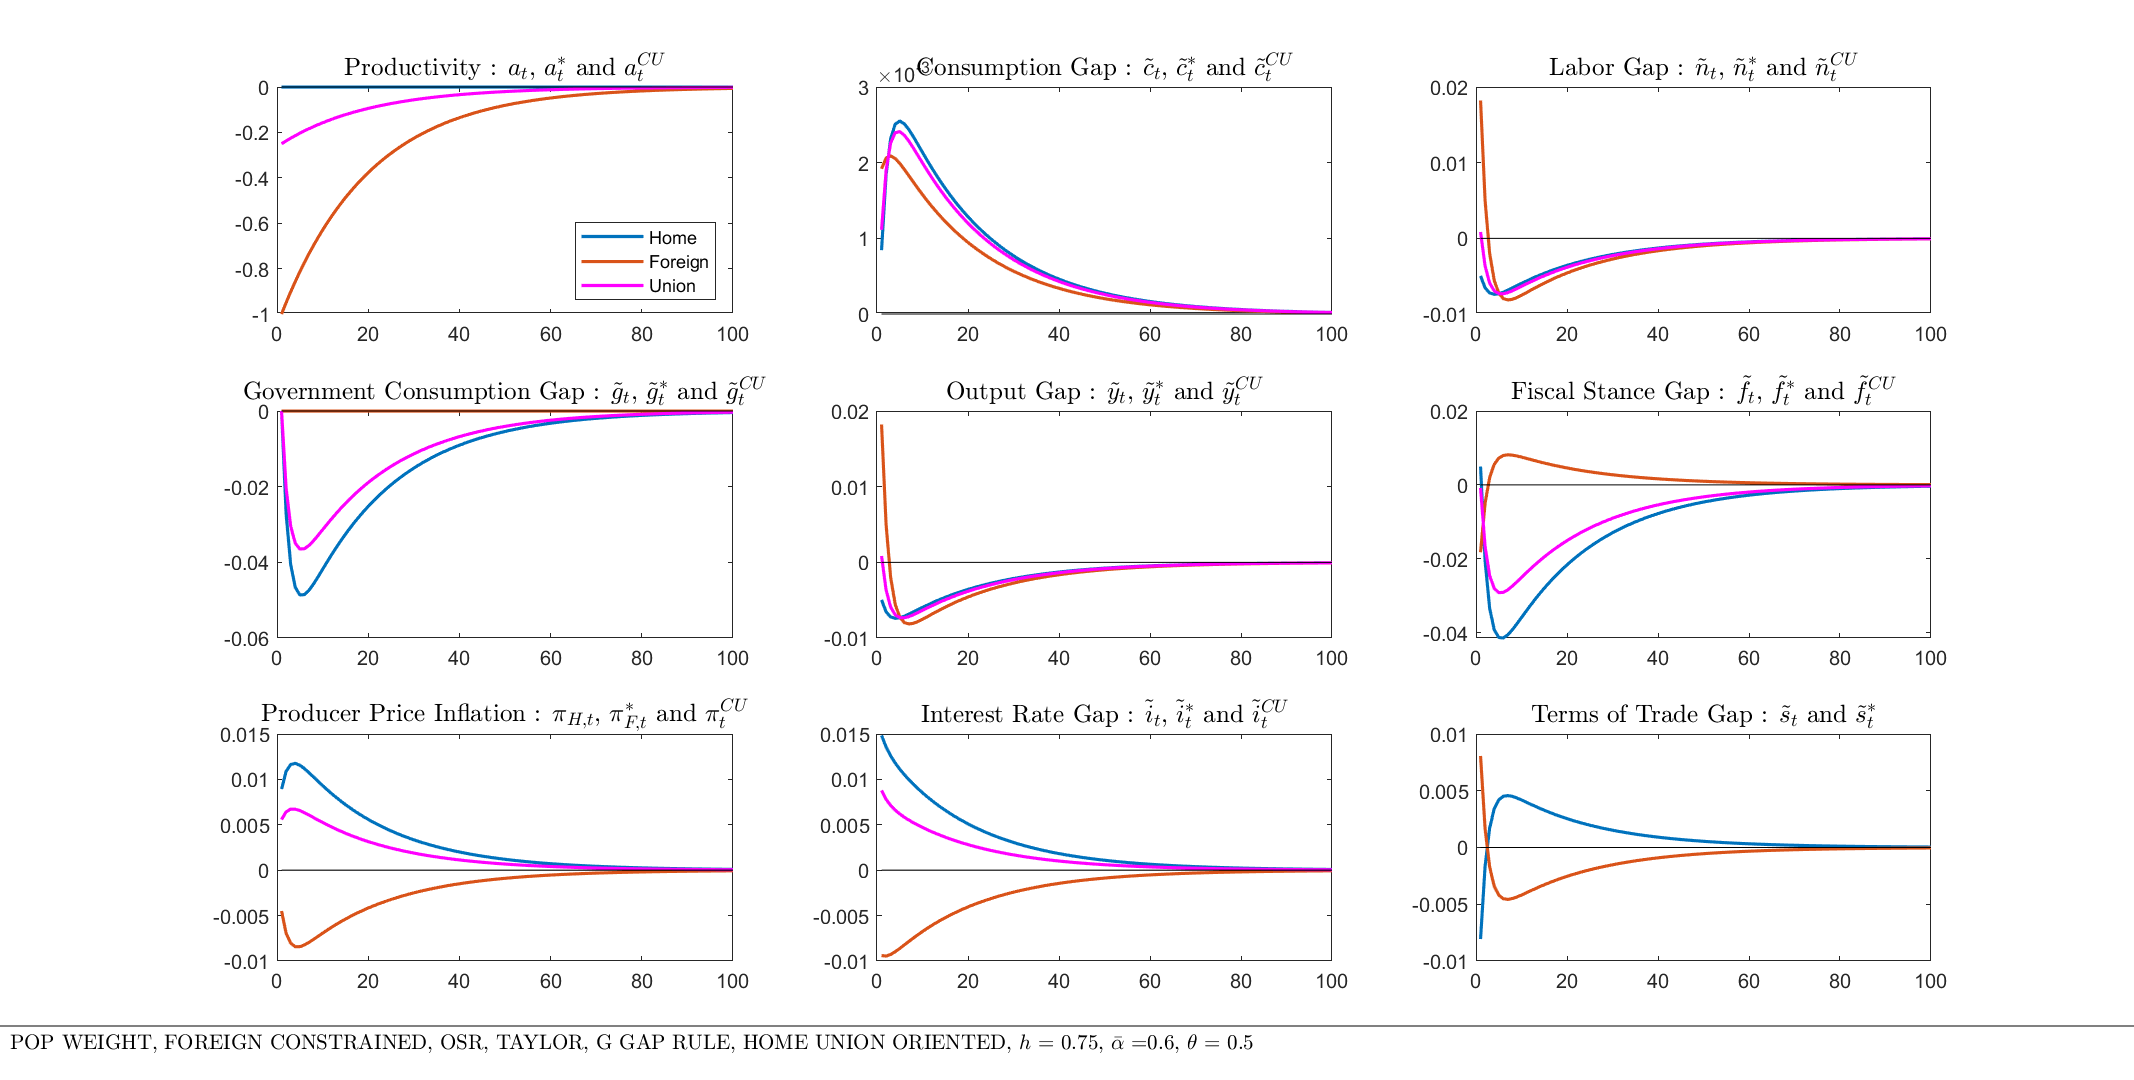 Productivity : a_t, a_t^* and a_t^{CU}
0
-0.2
-0.4
-0.6
-0.8
-1
0 20 40 60 80 100
Home
Foreign
Union
Consumption Gap : c̃_t, c̃_t^* and c̃_t^{CU}
×10
3
2
1
0
0 20 40 60 80 100
Labor Gap : ñ_t, ñ_t^* and ñ_t^{CU}
0.02
0.01
0
-0.01
0 20 40 60 80 100
Government Consumption Gap : g̃_t, g̃_t^* and g̃_t^{CU}
0
-0.02
-0.04
-0.06
0 20 40 60 80 100
Output Gap : ỹ_t, ỹ_t^* and ỹ_t^{CU}
0.02
0.01
0
-0.01
0 20 40 60 80 100
Fiscal Stance Gap : f̃_t, f̃_t^* and f̃_t^{CU}
0.02
0
-0.02
-0.04
0 20 40 60 80 100
Producer Price Inflation : π_{H,t}, π_{F,t}^* and π_t^{CU}
0.015
0.01
0.005
0
-0.005
-0.01
0 20 40 60 80 100
Interest Rate Gap : ĩ_t, ĩ_t^* and ĩ_t^{CU}
0.015
0.01
0.005
0
-0.005
-0.01
0 20 40 60 80 100
Terms of Trade Gap : s̃_t and s̃_t^*
0.01
0.005
0
-0.005
-0.01
0 20 40 60 80 100
POP WEIGHT, FOREIGN CONSTRAINED, OSR, TAYLOR, G GAP RULE, HOME UNION ORIENTED, h = 0.75, ᾱ =0.6, θ = 0.5